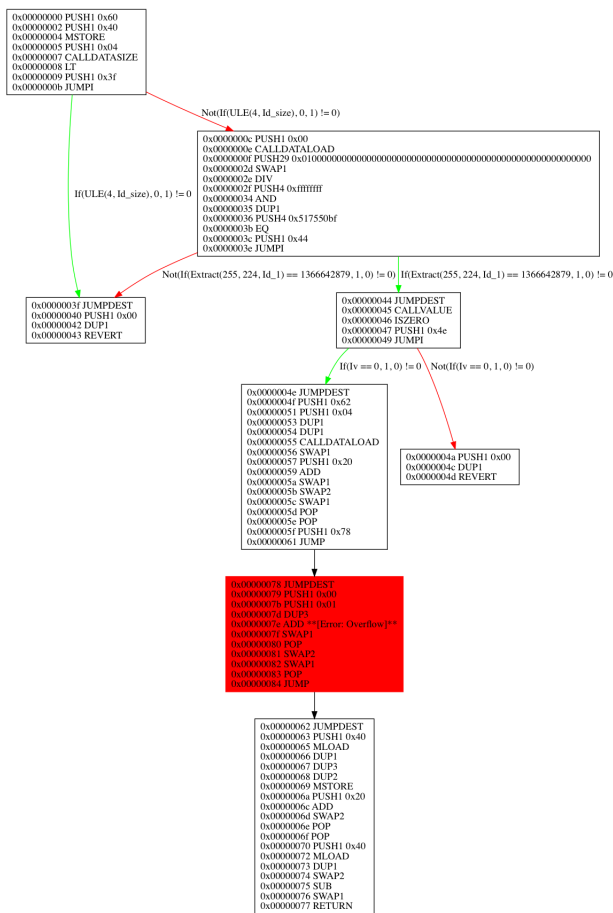 0x00000000 PUSH1 0x60
0x00000002 PUSH1 0x40
0x00000004 MSTORE
0x00000005 PUSH1 0x04
0x00000007 CALLDATASIZE
0x00000008 LT
0x00000009 PUSH1 0x3f
0x0000000b JUMPI
Not(If(ULE(4, Id_size), 0, 1) != 0)
0x0000000c PUSH1 0x00
0x0000000e CALLDATALOAD
0x0000000f PUSH29 0x0100000000000000000000000000000000000000000000000000000000
0x0000002d SWAP1
0x0000002e DIV
0x0000002f PUSH4 0xffffffff
0x00000034 AND
0x00000035 DUP1
0x00000036 PUSH4 0x517550bf
0x0000003b EQ
0x0000003c PUSH1 0x44
0x0000003e JUMPI
If(ULE(4, Id_size), 0, 1) != 0
Not(If(Extract(255, 224, Id_1) == 1366642879, 1, 0) != 0)
If(Extract(255, 224, Id_1) == 1366642879, 1, 0) != 0
0x0000003f JUMPDEST
0x00000040 PUSH1 0x00
0x00000042 DUP1
0x00000043 REVERT
0x00000044 JUMPDEST
0x00000045 CALLVALUE
0x00000046 ISZERO
0x00000047 PUSH1 0x4e
0x00000049 JUMPI
If(Iv == 0, 1, 0) != 0
Not(If(Iv == 0, 1, 0) != 0)
0x0000004e JUMPDEST
0x0000004f PUSH1 0x62
0x00000051 PUSH1 0x04
0x00000053 DUP1
0x00000054 DUP1
0x00000055 CALLDATALOAD
0x00000056 SWAP1
0x00000057 PUSH1 0x20
0x00000059 ADD
0x0000005a SWAP1
0x0000005b SWAP2
0x0000005c SWAP1
0x0000005d POP
0x0000005e POP
0x0000005f PUSH1 0x78
0x00000061 JUMP
0x0000004a PUSH1 0x00
0x0000004c DUP1
0x0000004d REVERT
0x00000078 JUMPDEST
0x00000079 PUSH1 0x00
0x0000007b PUSH1 0x01
0x0000007d DUP3
0x0000007e ADD **[Error: Overflow]**
0x0000007f SWAP1
0x00000080 POP
0x00000081 SWAP2
0x00000082 SWAP1
0x00000083 POP
0x00000084 JUMP
0x00000062 JUMPDEST
0x00000063 PUSH1 0x40
0x00000065 MLOAD
0x00000066 DUP1
0x00000067 DUP3
0x00000068 DUP2
0x00000069 MSTORE
0x0000006a PUSH1 0x20
0x0000006c ADD
0x0000006d SWAP2
0x0000006e POP
0x0000006f POP
0x00000070 PUSH1 0x40
0x00000072 MLOAD
0x00000073 DUP1
0x00000074 SWAP2
0x00000075 SUB
0x00000076 SWAP1
0x00000077 RETURN